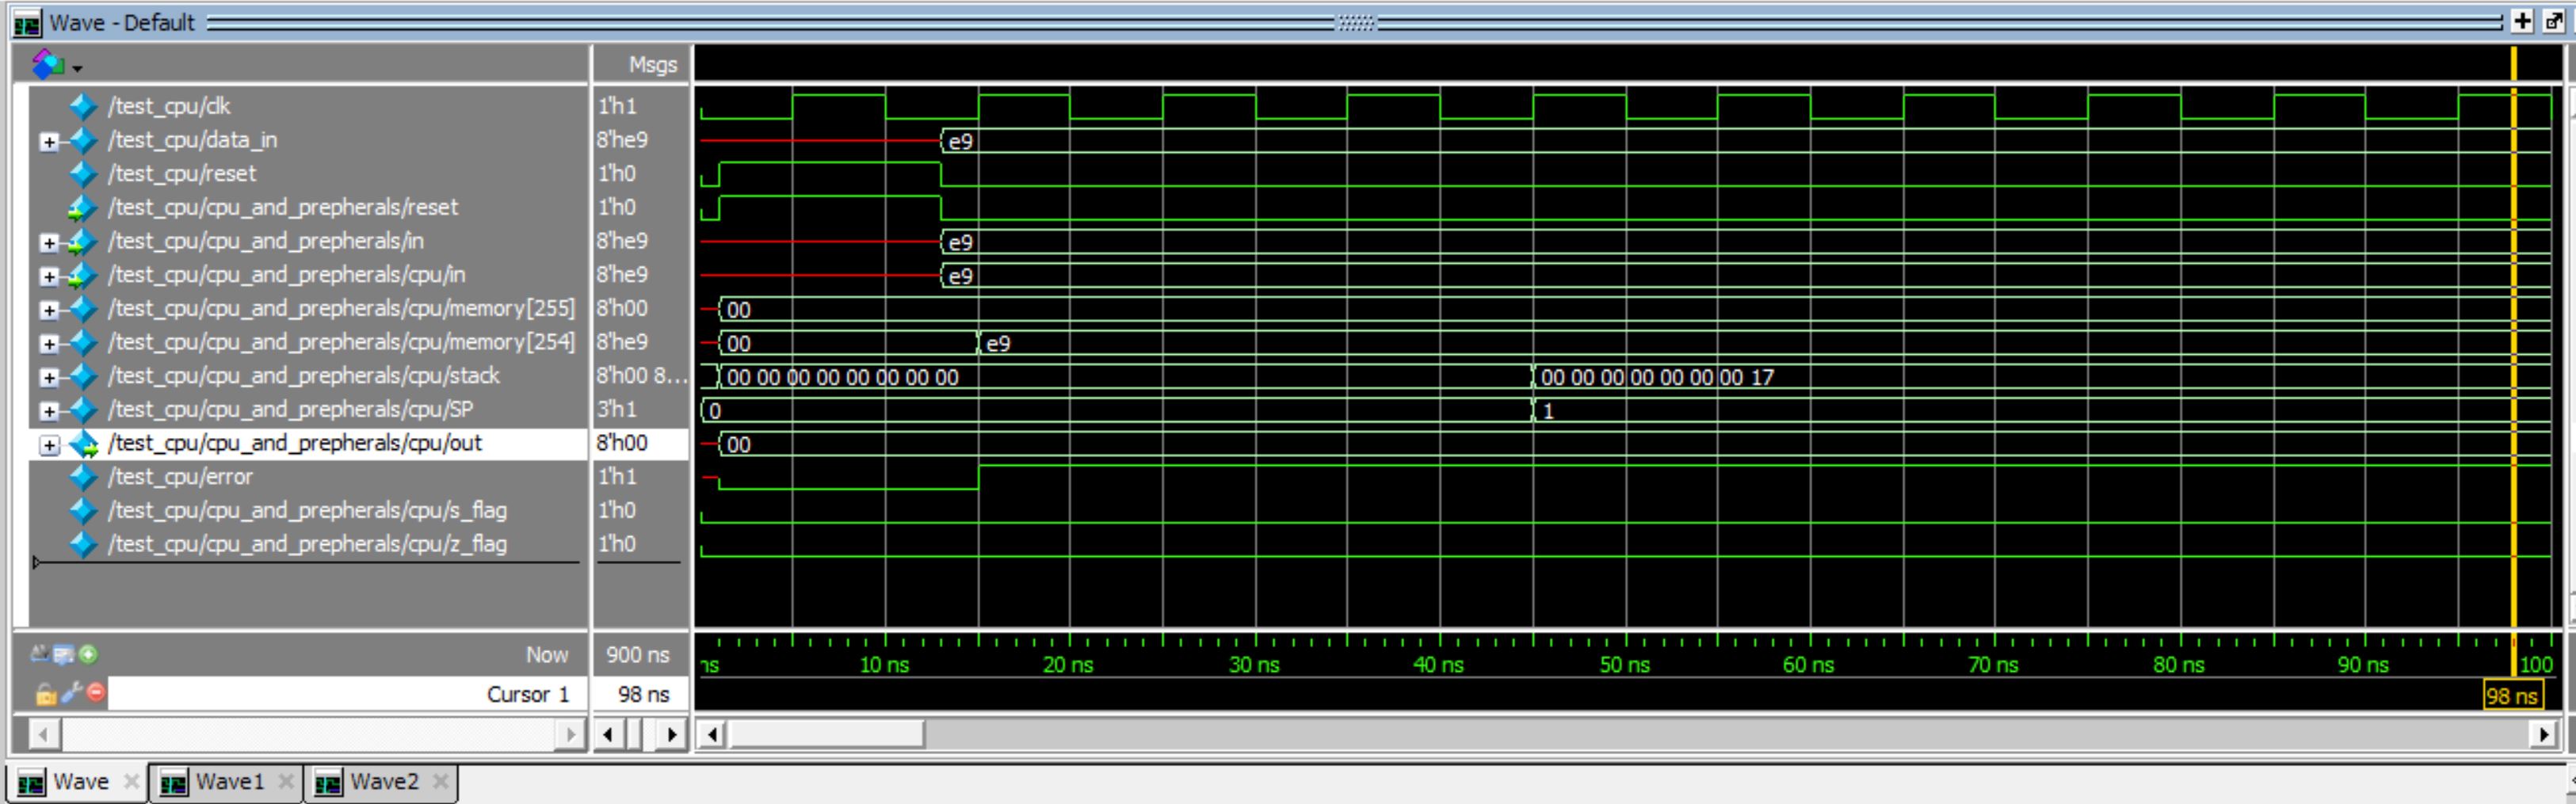 Wave - Default
Msgs
/test_cpu/clk 1'h1
/test_cpu/data_in 8'he9 e9
/test_cpu/reset 1'h0
/test_cpu/cpu_and_prepherals/reset 1'h0
/test_cpu/cpu_and_prepherals/in 8'he9 e9
/test_cpu/cpu_and_prepherals/cpu/in 8'he9 e9
/test_cpu/cpu_and_prepherals/cpu/memory[255] 8'h00 00
/test_cpu/cpu_and_prepherals/cpu/memory[254] 8'he9 00 e9
/test_cpu/cpu_and_prepherals/cpu/stack 8'h00 8... 00 00 00 00 00 00 00 00 00 00 00 00 00 00 00 17
/test_cpu/cpu_and_prepherals/cpu/SP 3'h1 0 1
/test_cpu/cpu_and_prepherals/cpu/out 8'h00 00
/test_cpu/error 1'h1
/test_cpu/cpu_and_prepherals/cpu/s_flag 1'h0
/test_cpu/cpu_and_prepherals/cpu/z_flag 1'h0
Now 900 ns ns 10 ns 20 ns 30 ns 40 ns 50 ns 60 ns 70 ns 80 ns 90 ns 100
Cursor 1 98 ns 98 ns
Wave Wave1 Wave2